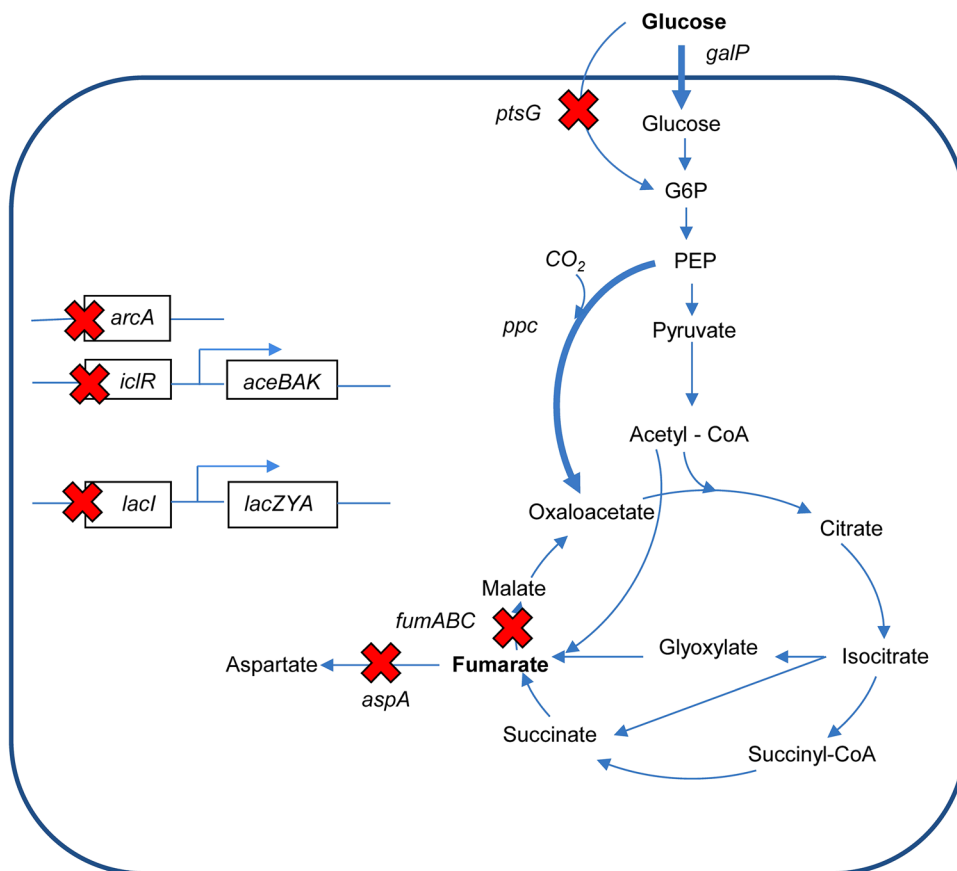 Glucose
galP
ptsG
Glucose
G6P
CO2
PEP
arcA
ppc
Pyruvate
iclR
aceBAK
Acetyl - CoA
lacI
lacZYA
Oxaloacetate
Citrate
Malate
fumABC
Aspartate
Fumarate
Glyoxylate
Isocitrate
aspA
Succinate
Succinyl-CoA